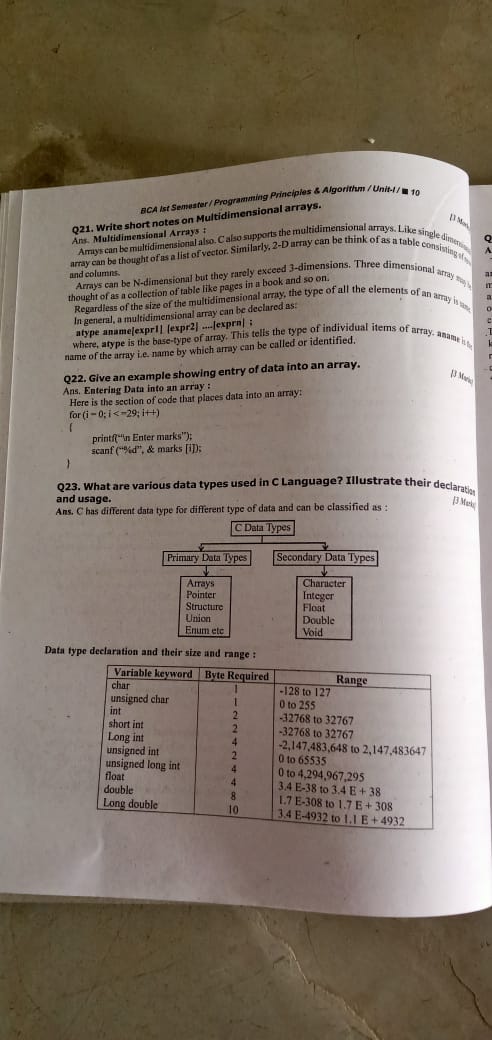 BCA Ist Semester / Programming Principles & Algorithm / Unit-I / ■ 10
Q21. Write short notes on Multidimensional arrays.
[3
Ans. Multidimensional Arrays :
Arrays can be multidimensional also. C also supports the multidimensional arrays. Like single
array can be thought of as a list of vector. Similarly, 2-D array can be think of as a table consisting of
and columns.
Arrays can be N-dimensional but they rarely exceed 3-dimensions. Three dimensional array may
thought of as a collection of table like pages in a book and so on.
Regardless of the size of the multidimensional array, the type of all the elements of an array is
In general, a multidimensional array can be declared as:
atype aname[expr1] [expr2] ....[exprn] ;
where, atype is the base-type of array. This tells the type of individual items of array. aname is
name of the array i.e. name by which array can be called or identified.
Q22. Give an example showing entry of data into an array.
[3
Ans. Entering Data into an array :
Here is the section of code that places data into an array:
for (i = 0; i <=29; i++)
{
printf("\n Enter marks");
scanf ("%d", & marks [i]);
}
Q23. What are various data types used in C Language? Illustrate their declaration
and usage.
[3 Marks]
Ans. C has different data type for different type of data and can be classified as :
C Data Types
Primary Data Types Secondary Data Types
Arrays
Pointer
Structure
Union
Enum etc
Character
Integer
Float
Double
Void
Data type declaration and their size and range :
Variable keyword Byte Required Range
char 1 -128 to 127
unsigned char 1 0 to 255
int 2 -32768 to 32767
short int 2 -32768 to 32767
Long int 4 -2,147,483,648 to 2,147,483647
unsigned int 2 0 to 65535
unsigned long int 4 0 to 4,294,967,295
float 4 3.4 E-38 to 3.4 E + 38
double 8 1.7 E-308 to 1.7 E + 308
Long double 10 3.4 E-4932 to 1.1 E + 4932